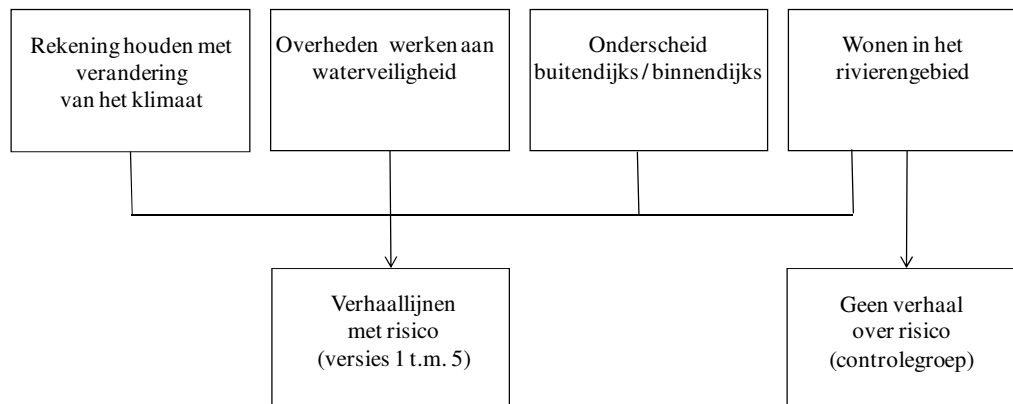 Rekening houden met
verandering
van het klimaat
Overheden werken aan
waterveiligheid
Onderscheid
buitendijks / binnendijks
Wonen in het
rivierengebied
Verhaallijnen
met risico
(versies 1 t.m. 5)
Geen verhaal
over risico
(controlegroep)